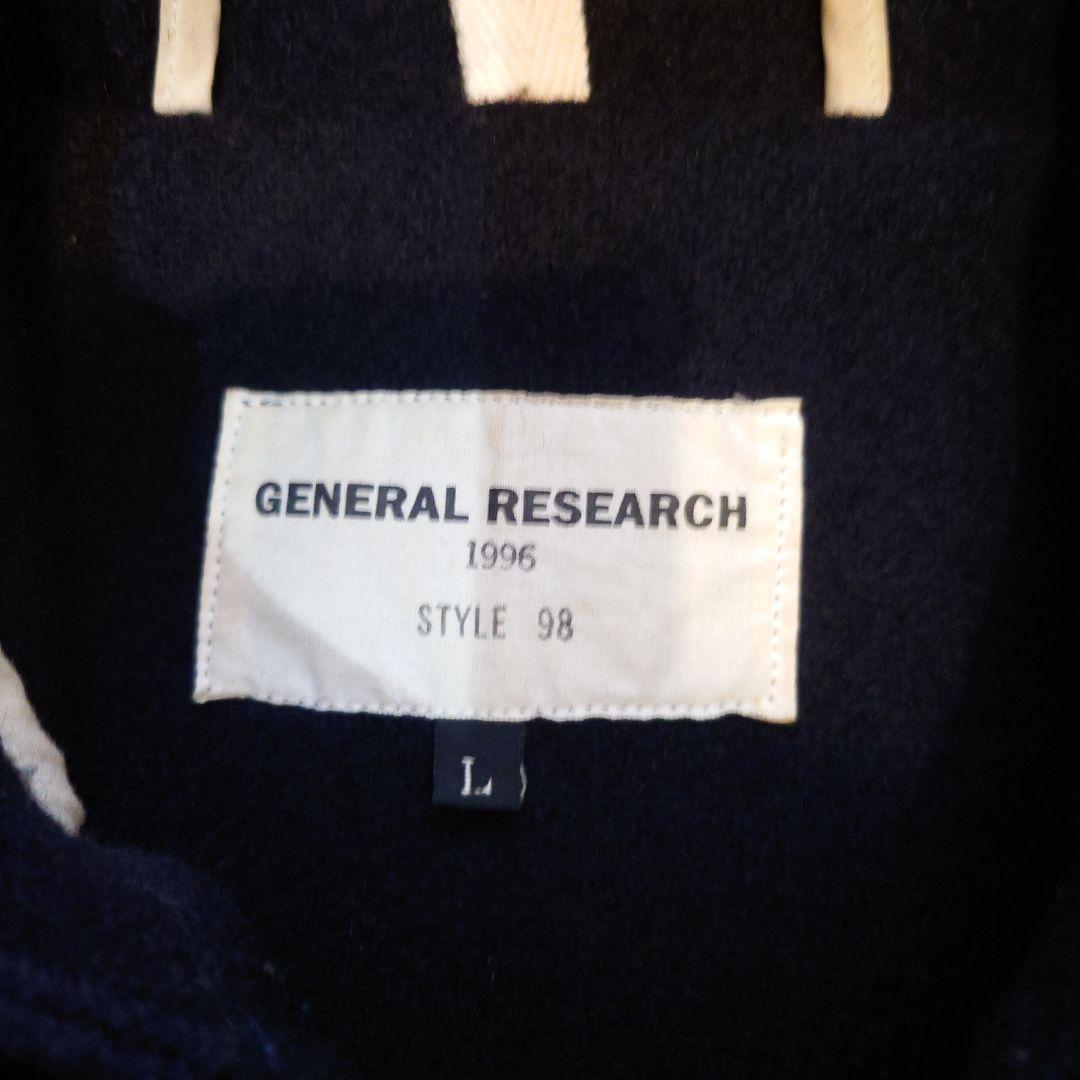 GENERAL RESEARCH
1996
STYLE 98
L